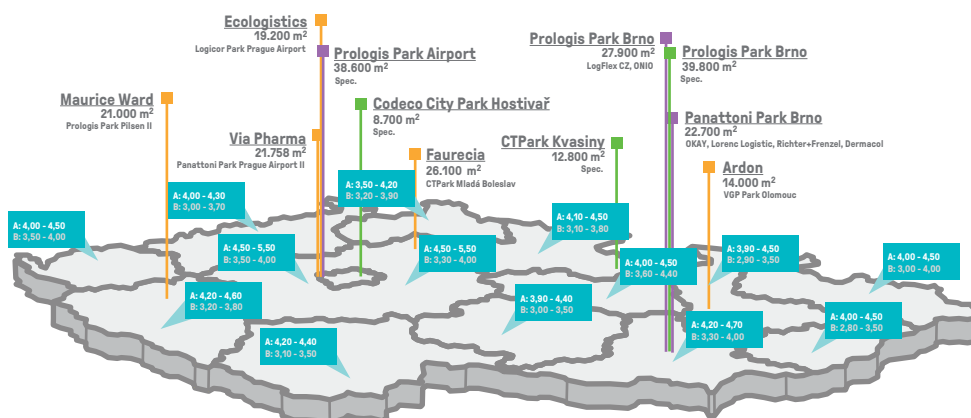 Ecologistics
19.200 m²
Logicor Park Prague Airport
Prologis Park Airport
38.600 m²
Spec.
Prologis Park Brno
27.900 m²
LogFlex CZ, ONIO
Prologis Park Brno
39.800 m²
Spec.
Maurice Ward
21.000 m²
Prologis Park Pilsen II
Codeco City Park Hostivař
8.700 m²
Spec.
Via Pharma
21.758 m²
Panattoni Park Prague Airport II
Faurecia
26.100 m²
CTPark Mladá Boleslav
CTPark Kvasiny
12.800 m²
Spec.
Panattoni Park Brno
22.700 m²
OKAY, Lorenc Logistic, Richter+Frenzel, Dermacol
Ardon
14.000 m²
VGP Park Olomouc
A: 3,50 - 4,20
B: 3,20 - 3,90
A: 4,00 - 4,30
B: 3,00 - 3,70
A: 4,00 - 4,50
B: 3,50 - 4,00
A: 4,10 - 4,50
B: 3,10 - 3,80
A: 4,50 - 5,50
B: 3,50 - 4,00
A: 4,50 - 5,50
B: 3,30 - 4,00
A: 4,00 - 4,50
B: 3,60 - 4,40
A: 3,90 - 4,50
B: 2,90 - 3,50
A: 4,00 - 4,50
B: 3,00 - 4,00
A: 4,20 - 4,60
B: 3,20 - 3,80
A: 3,90 - 4,40
B: 3,00 - 3,50
A: 4,20 - 4,70
B: 3,30 - 4,00
A: 4,00 - 4,50
B: 2,80 - 3,50
A: 4,20 - 4,40
B: 3,10 - 3,50